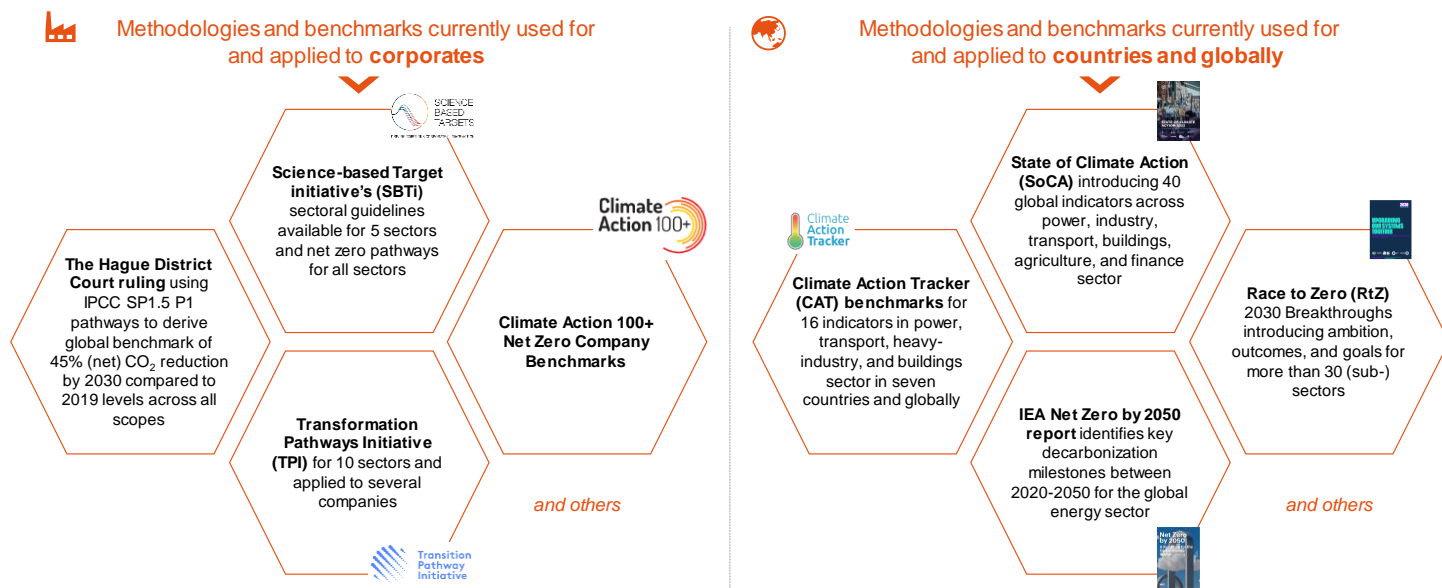 Methodologies and benchmarks currently used for
and applied to corporates
SCIENCE
BASED
TARGETS
Science-based Target
initiative's (SBTi)
sectoral guidelines
available for 5 sectors
and net zero pathways
for all sectors
Climate
Action 100+
The Hague District
Court ruling using
IPCC SP1.5 P1
pathways to derive
global benchmark of
45% (net) CO₂ reduction
by 2030 compared to
2019 levels across all
scopes
Climate Action 100+
Net Zero Company
Benchmarks
Transformation
Pathways Initiative
(TPI) for 10 sectors and
applied to several
companies
and others
Transition
Pathway
Initiative
Methodologies and benchmarks currently used for
and applied to countries and globally
State of Climate Action
(SoCA) introducing 40
global indicators across
power, industry,
transport, buildings,
agriculture, and finance
sector
Climate
Action
Tracker
UPGRADING
OUR SYSTEMS
TOGETHER
Climate Action Tracker
(CAT) benchmarks for
16 indicators in power,
transport, heavy-
industry, and buildings
sector in seven
countries and globally
Race to Zero (RtZ)
2030 Breakthroughs
introducing ambition,
outcomes, and goals for
more than 30 (sub-)
sectors
IEA Net Zero by 2050
report identifies key
decarbonization
milestones between
2020-2050 for the global
energy sector
and others
Net Zero
by 2050